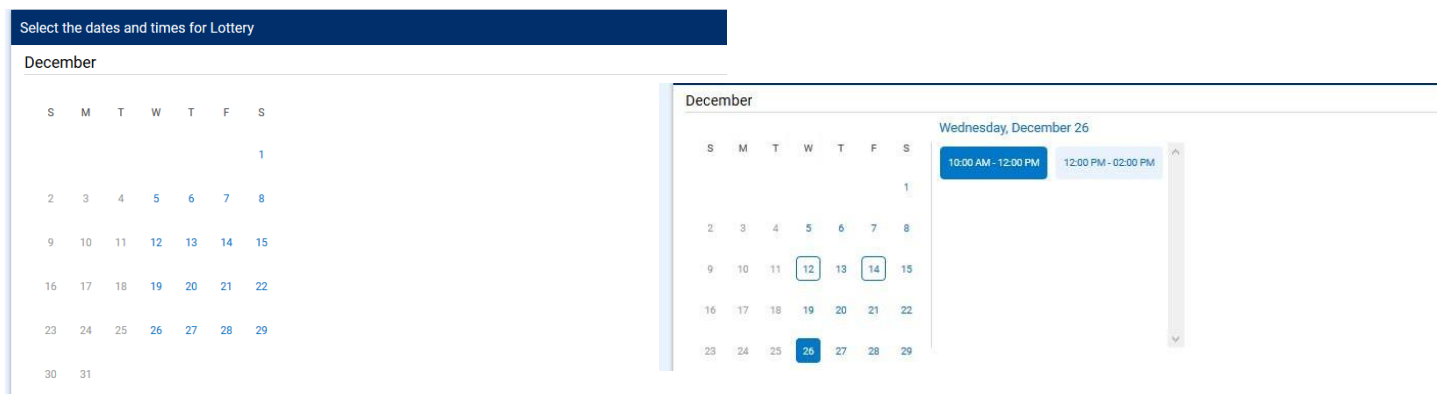 Select the dates and times for Lottery
December
S M T W T F S
1
2 3 4 5 6 7 8
9 10 11 12 13 14 15
16 17 18 19 20 21 22
23 24 25 26 27 28 29
30 31
December
Wednesday, December 26
S M T W T F S
10:00 AM - 12:00 PM 12:00 PM - 02:00 PM
1
2 3 4 5 6 7 8
9 10 11 12 13 14 15
16 17 18 19 20 21 22
23 24 25 26 27 28 29